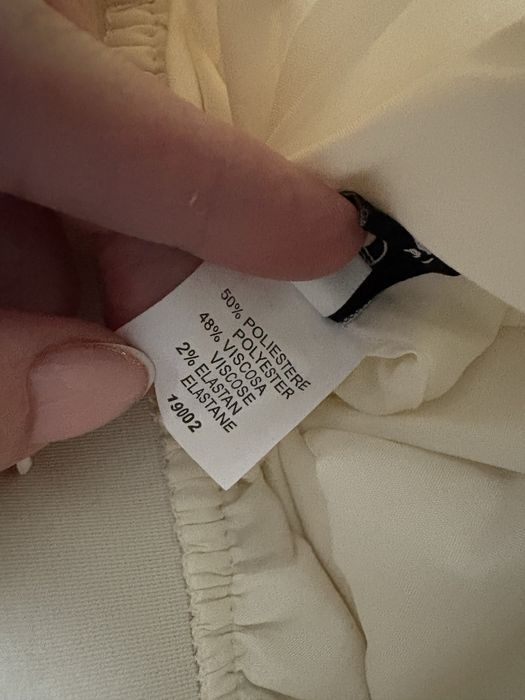 50% POLIESTERE
POLYESTER
48% VISCOSA
VISCOSE
2% ELASTAN
ELASTANE
19002